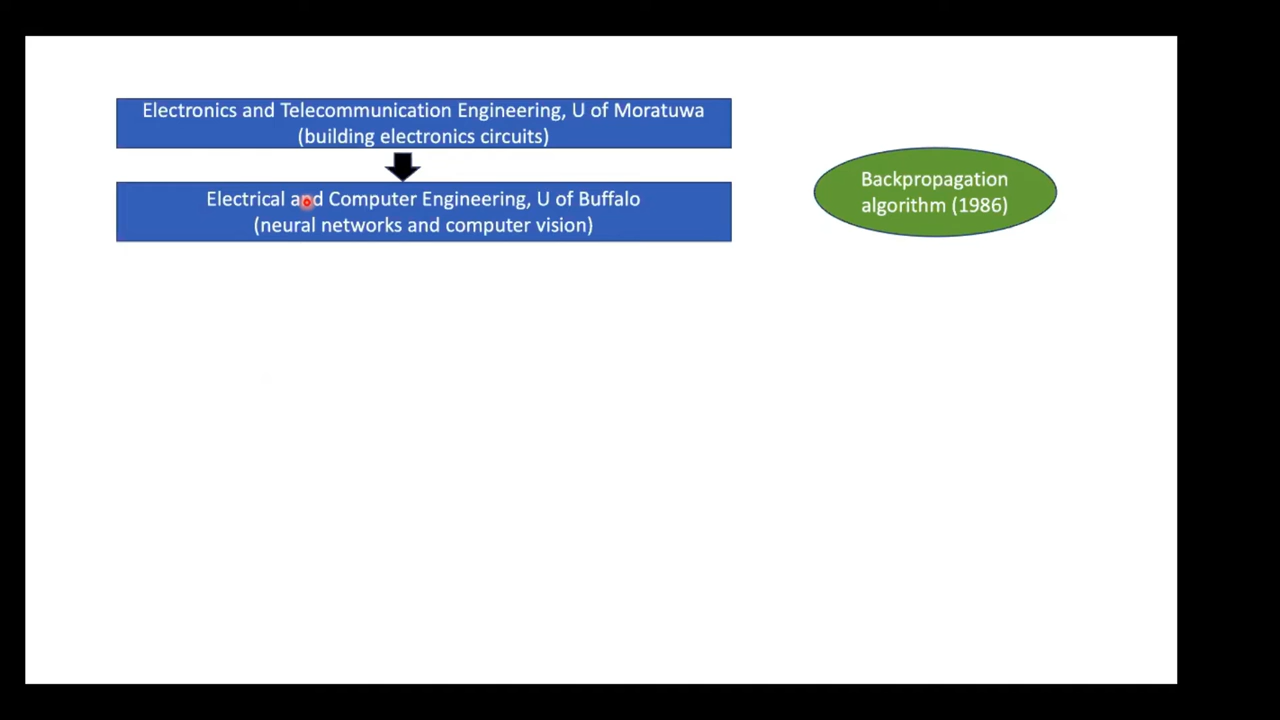 Electronics and Telecommunication Engineering, U of Moratuwa
(building electronics circuits)
Electrical and Computer Engineering, U of Buffalo
(neural networks and computer vision)
Backpropagation
algorithm (1986)